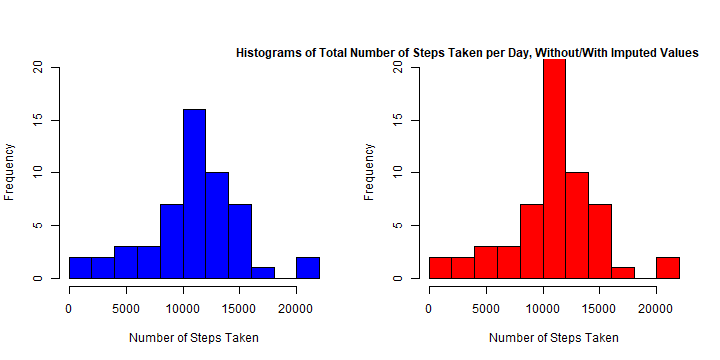 Histograms of Total Number of Steps Taken per Day, Without/With Imputed Values
20
15
10
5
0
Frequency
0 5000 10000 15000 20000
Number of Steps Taken
20
15
10
5
0
Frequency
0 5000 10000 15000 20000
Number of Steps Taken